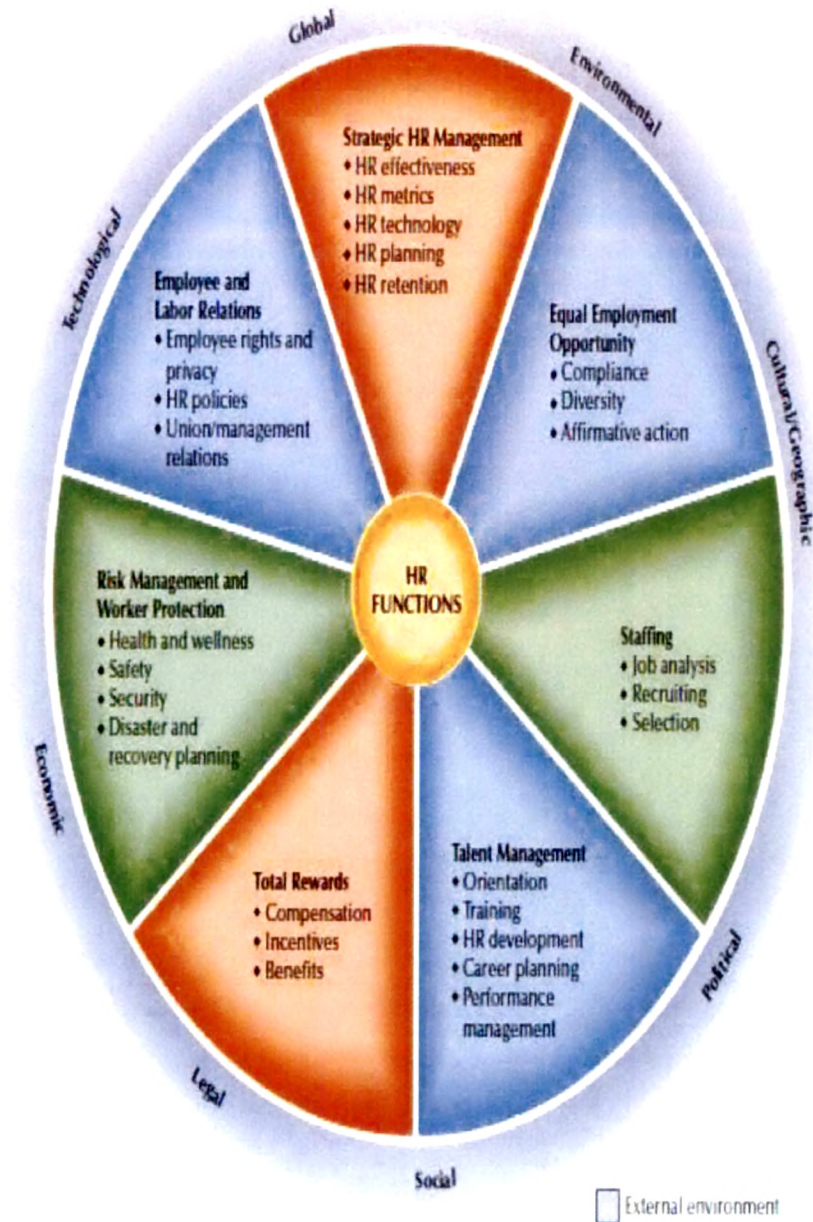 Global
Environmental
Technological
Cultural/Geographic
Strategic HR Management
• HR effectiveness
• HR metrics
• HR technology
• HR planning
• HR retention
Employee and
Labor Relations
• Employee rights and
privacy
• HR policies
• Union/management
relations
Equal Employment
Opportunity
• Compliance
• Diversity
• Affirmative action
HR
FUNCTIONS
Risk Management and
Worker Protection
• Health and wellness
• Safety
• Security
• Disaster and
recovery planning
Staffing
• Job analysis
• Recruiting
• Selection
Economic
Total Rewards
• Compensation
• Incentives
• Benefits
Talent Management
• Orientation
• Training
• HR development
• Career planning
• Performance
management
Political
Legal
Social
External environment